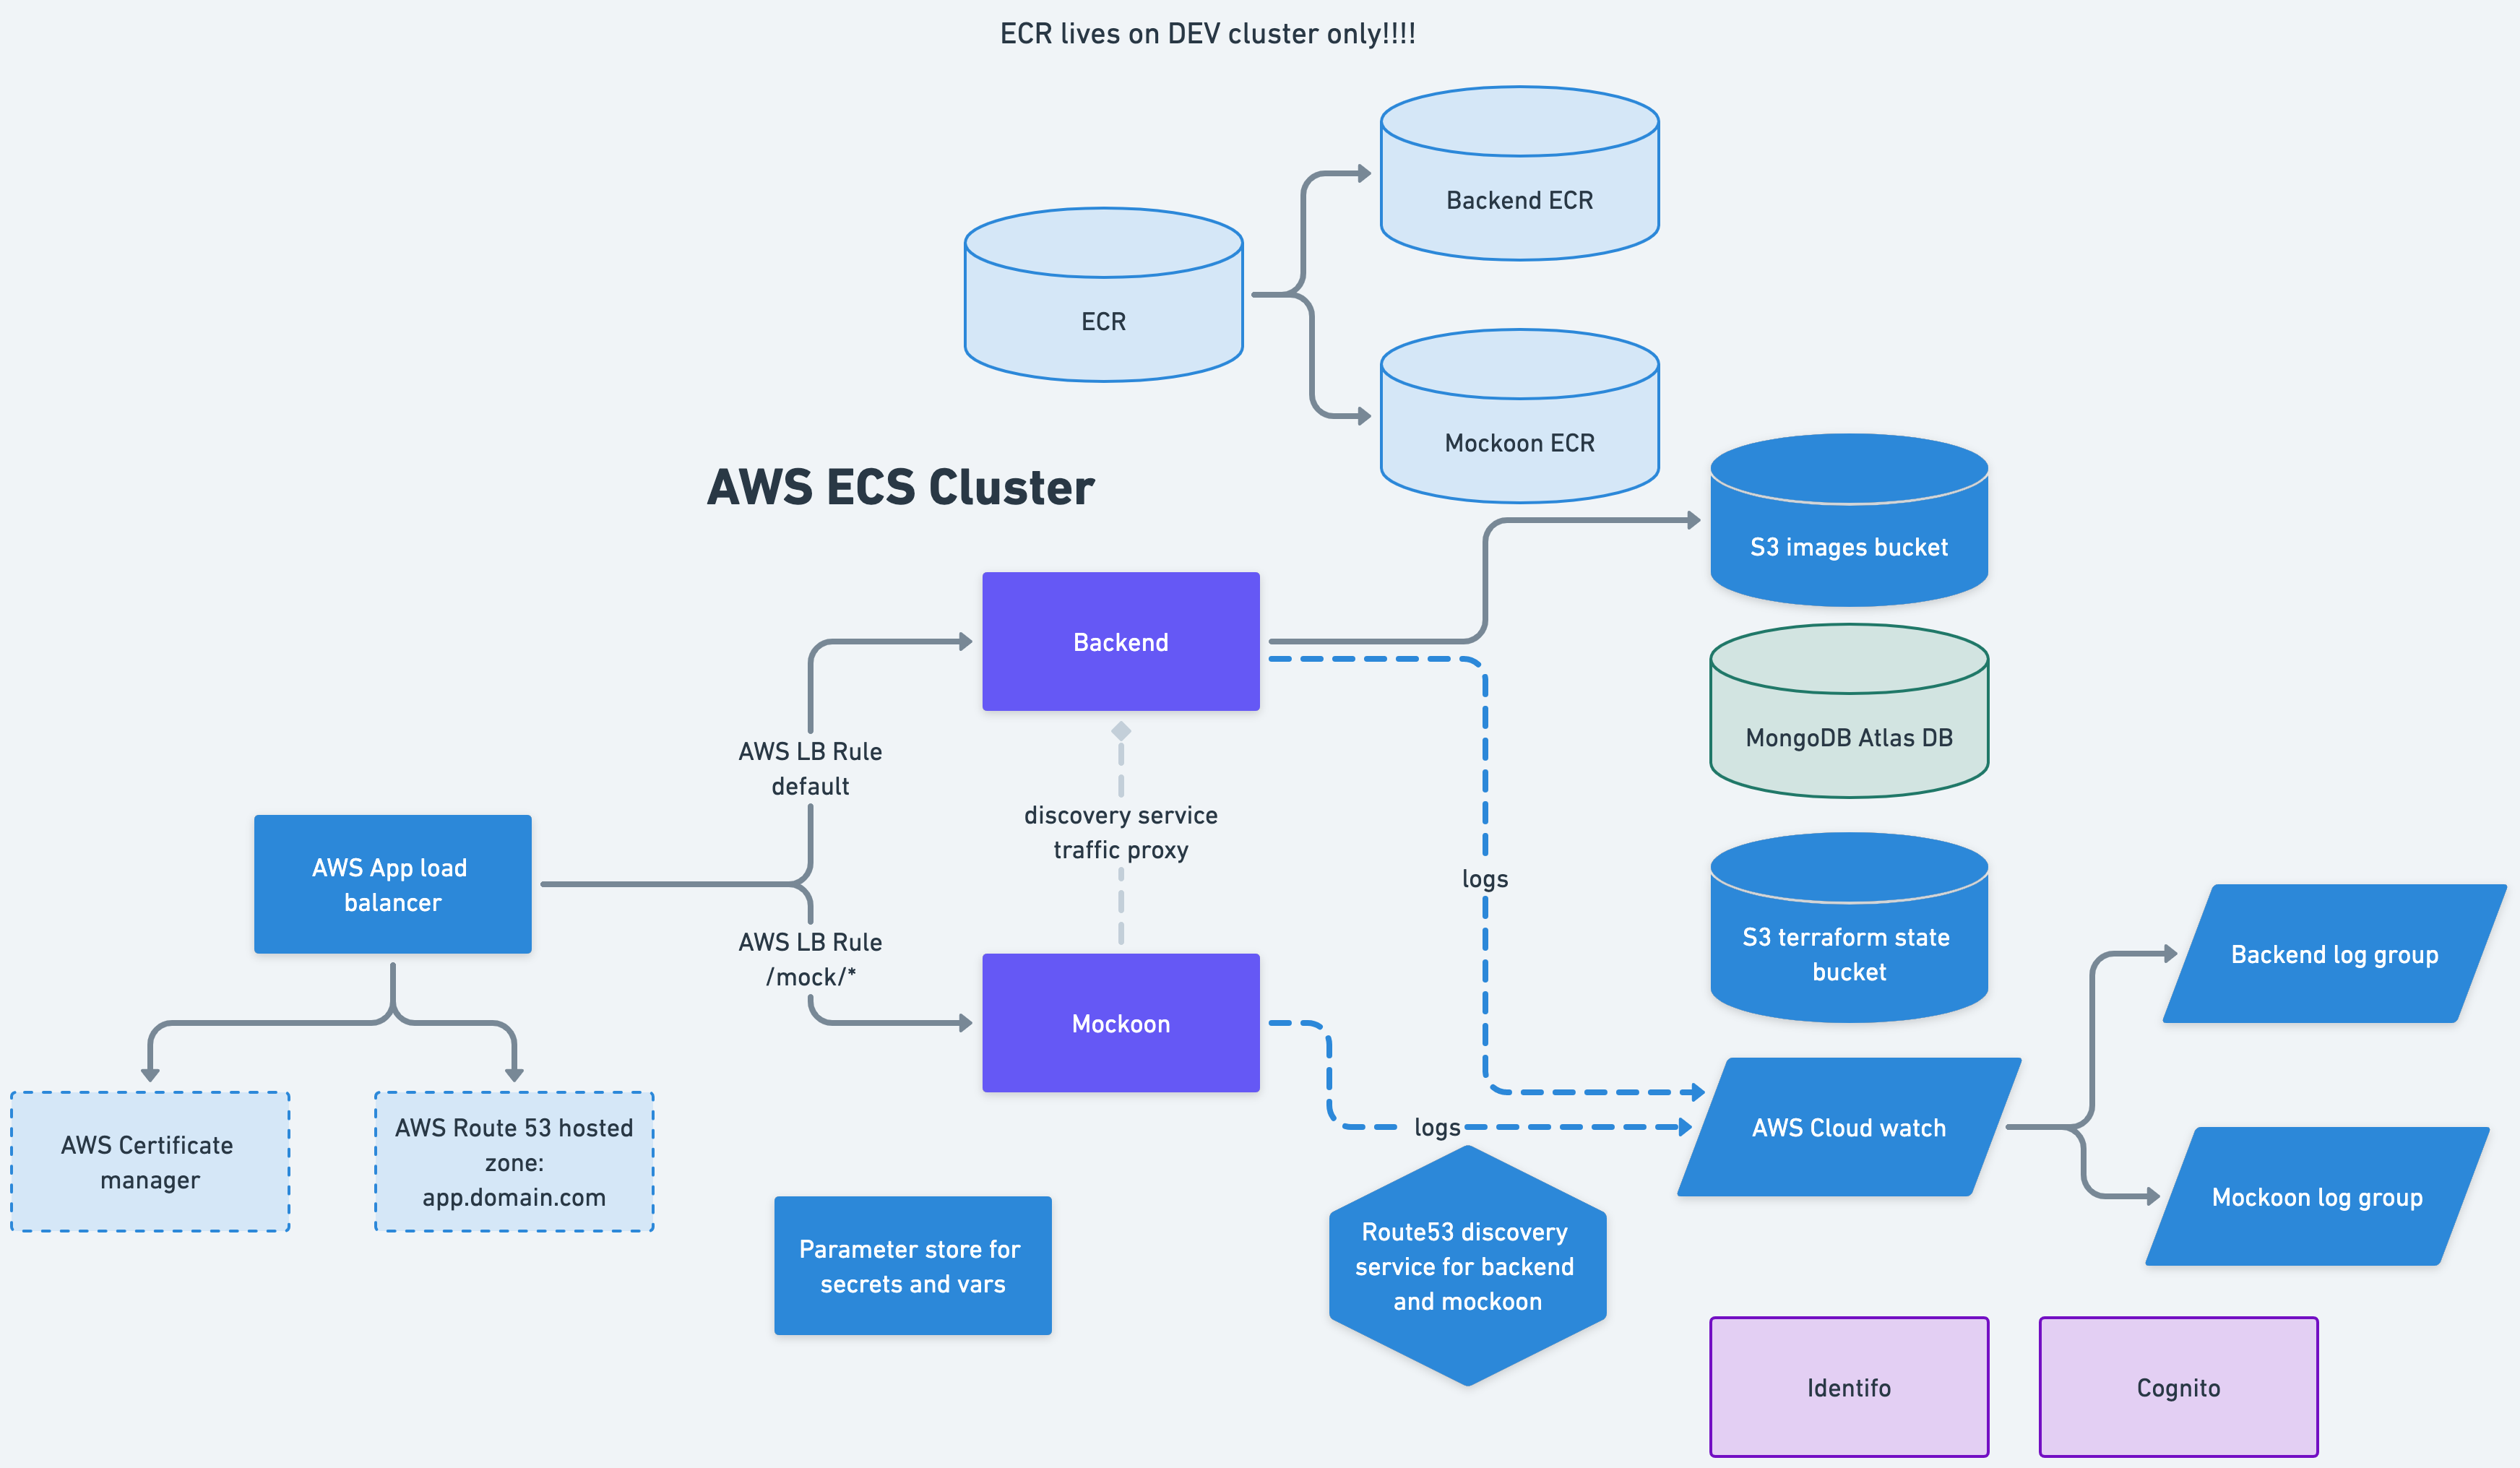 ECR lives on DEV cluster only!!!!
Backend ECR
ECR
Mockoon ECR
AWS ECS Cluster
S3 images bucket
Backend
MongoDB Atlas DB
AWS LB Rule
default
discovery service
traffic proxy
AWS App load
balancer
logs
AWS LB Rule
/mock/*
S3 terraform state
bucket
Backend log group
Mockoon
logs
AWS Cloud watch
AWS Certificate
manager
AWS Route 53 hosted
zone:
app.domain.com
Mockoon log group
Parameter store for
secrets and vars
Route53 discovery
service for backend
and mockoon
Identifo
Cognito